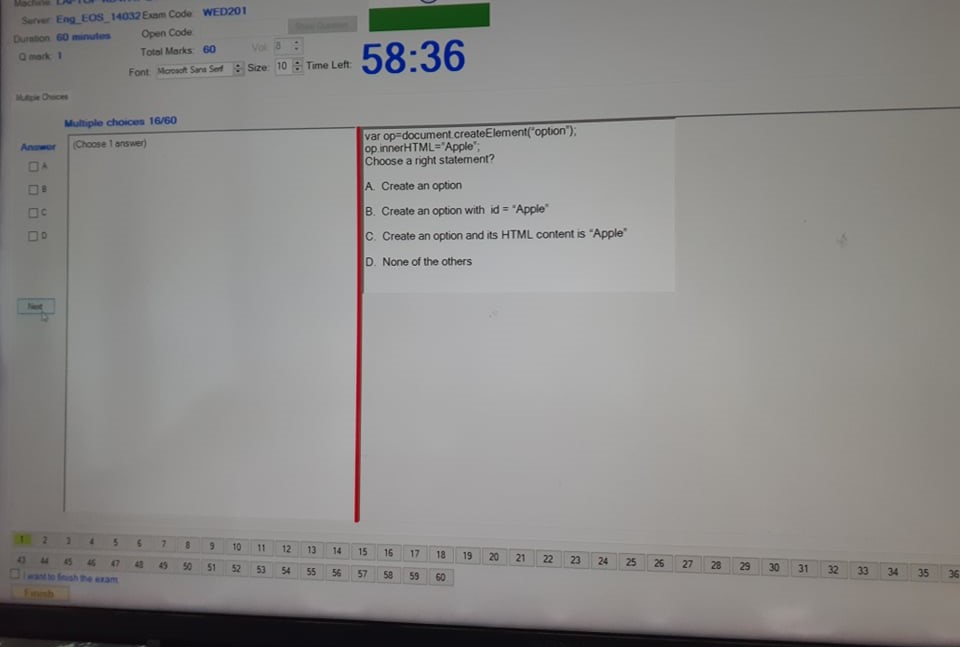 Machine: LAPTOP
Server: Eng_EOS_14032 Exam Code: WED201
Duration: 60 minutes Open Code:
Q mark: 1 Total Marks: 60 Vol: 8
Font: Microsoft Sans Serif Size: 10 Time Left: 58:36
Show Question
Multiple Choices
Multiple choices 16/60
Answer
A
B
C
D
Next
(Choose 1 answer)
var op=document.createElement("option");
op.innerHTML="Apple";
Choose a right statement?
A. Create an option
B. Create an option with id = "Apple"
C. Create an option and its HTML content is "Apple"
D. None of the others
1 2 3 4 5 6 7 8 9 10 11 12 13 14 15 16 17 18 19 20 21 22 23 24 25 26 27 28 29 30 31 32 33 34 35 36
43 44 45 46 47 48 49 50 51 52 53 54 55 56 57 58 59 60
I want to finish the exam
Finish